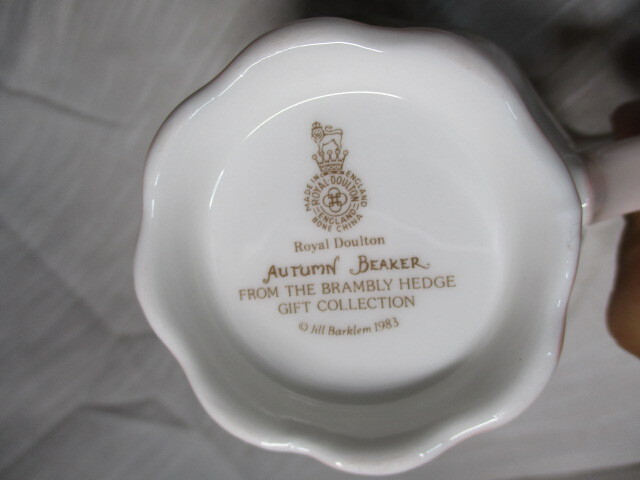 MADE IN ENGLAND
ROYAL DOULTON
ENGLAND
BONE CHINA
Royal Doulton
AUTUMN BEAKER
FROM THE BRAMBLY HEDGE
GIFT COLLECTION
© Jill Barklem 1983